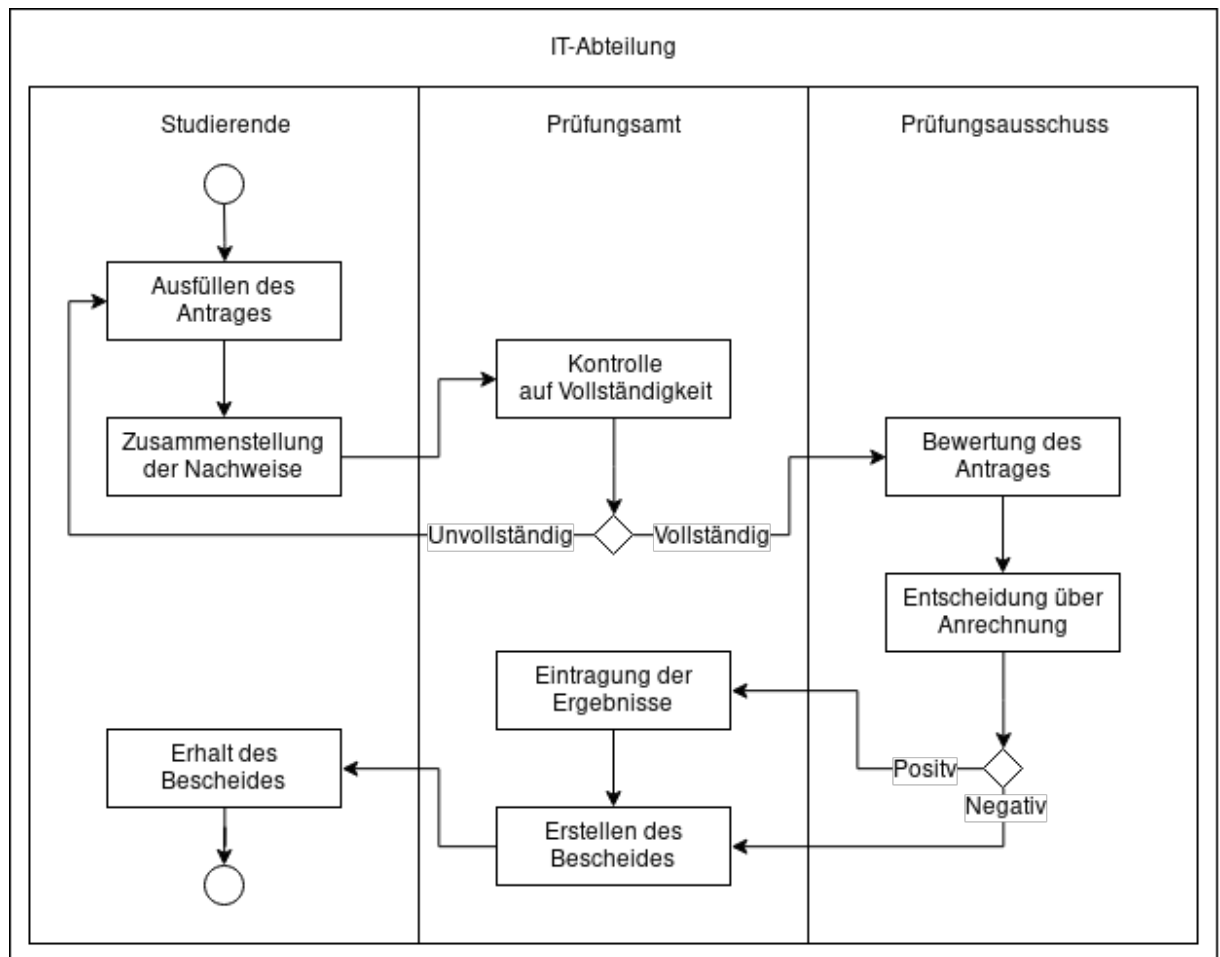 IT-Abteilung
Studierende
Prüfungsamt
Prüfungsausschuss
Ausfüllen des
Antrages
Kontrolle
auf Vollständigkeit
Zusammenstellung
der Nachweise
Bewertung des
Antrages
Unvollständig
Vollständig
Entscheidung über
Anrechnung
Eintragung der
Ergebnisse
Erhalt des
Bescheides
Positv
Negativ
Erstellen des
Bescheides